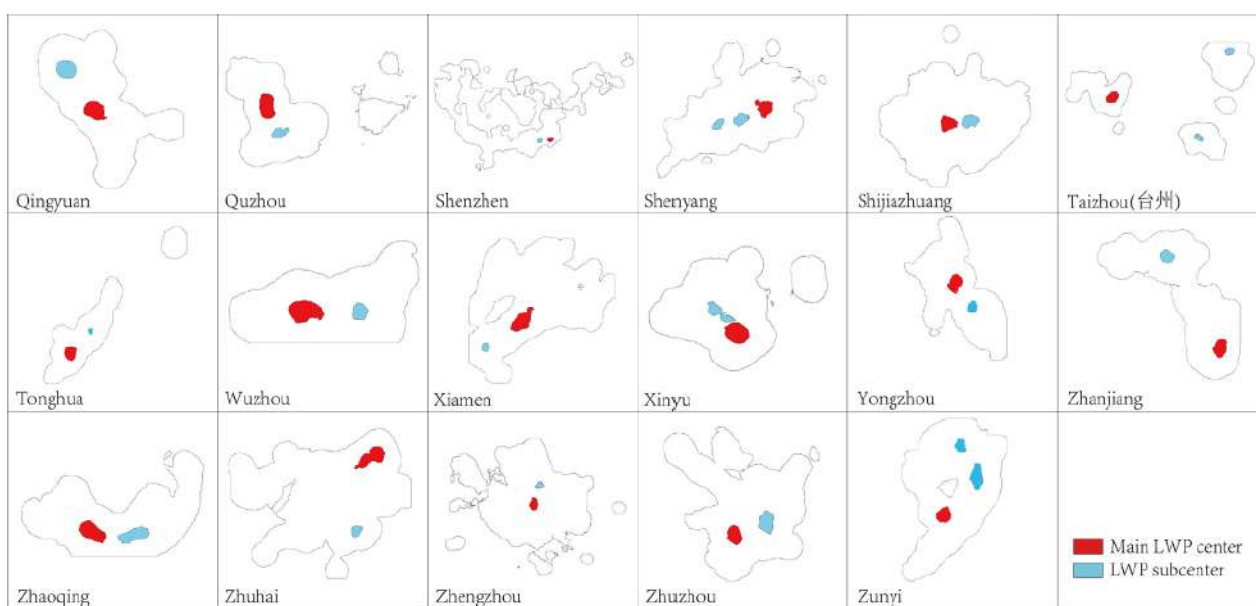 Qingyuan
Quzhou
Shenzhen
Shenyang
Shijiazhuang
Taizhou(台州)
Tonghua
Wuzhou
Xiamen
Xinyu
Yongzhou
Zhanjiang
Zhaoqing
Zhuhai
Zhengzhou
Zhuzhou
Zunyi
Main LWP center
LWP subcenter